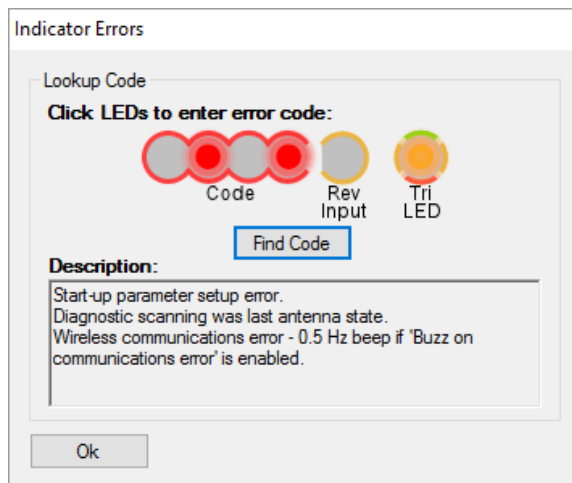 Indicator Errors
Lookup Code
Click LEDs to enter error code:
Code
Rev
Input
Tri
LED
Find Code
Description:
Start-up parameter setup error.
Diagnostic scanning was last antenna state.
Wireless communications error - 0.5 Hz beep if 'Buzz on
communications error' is enabled.
Ok